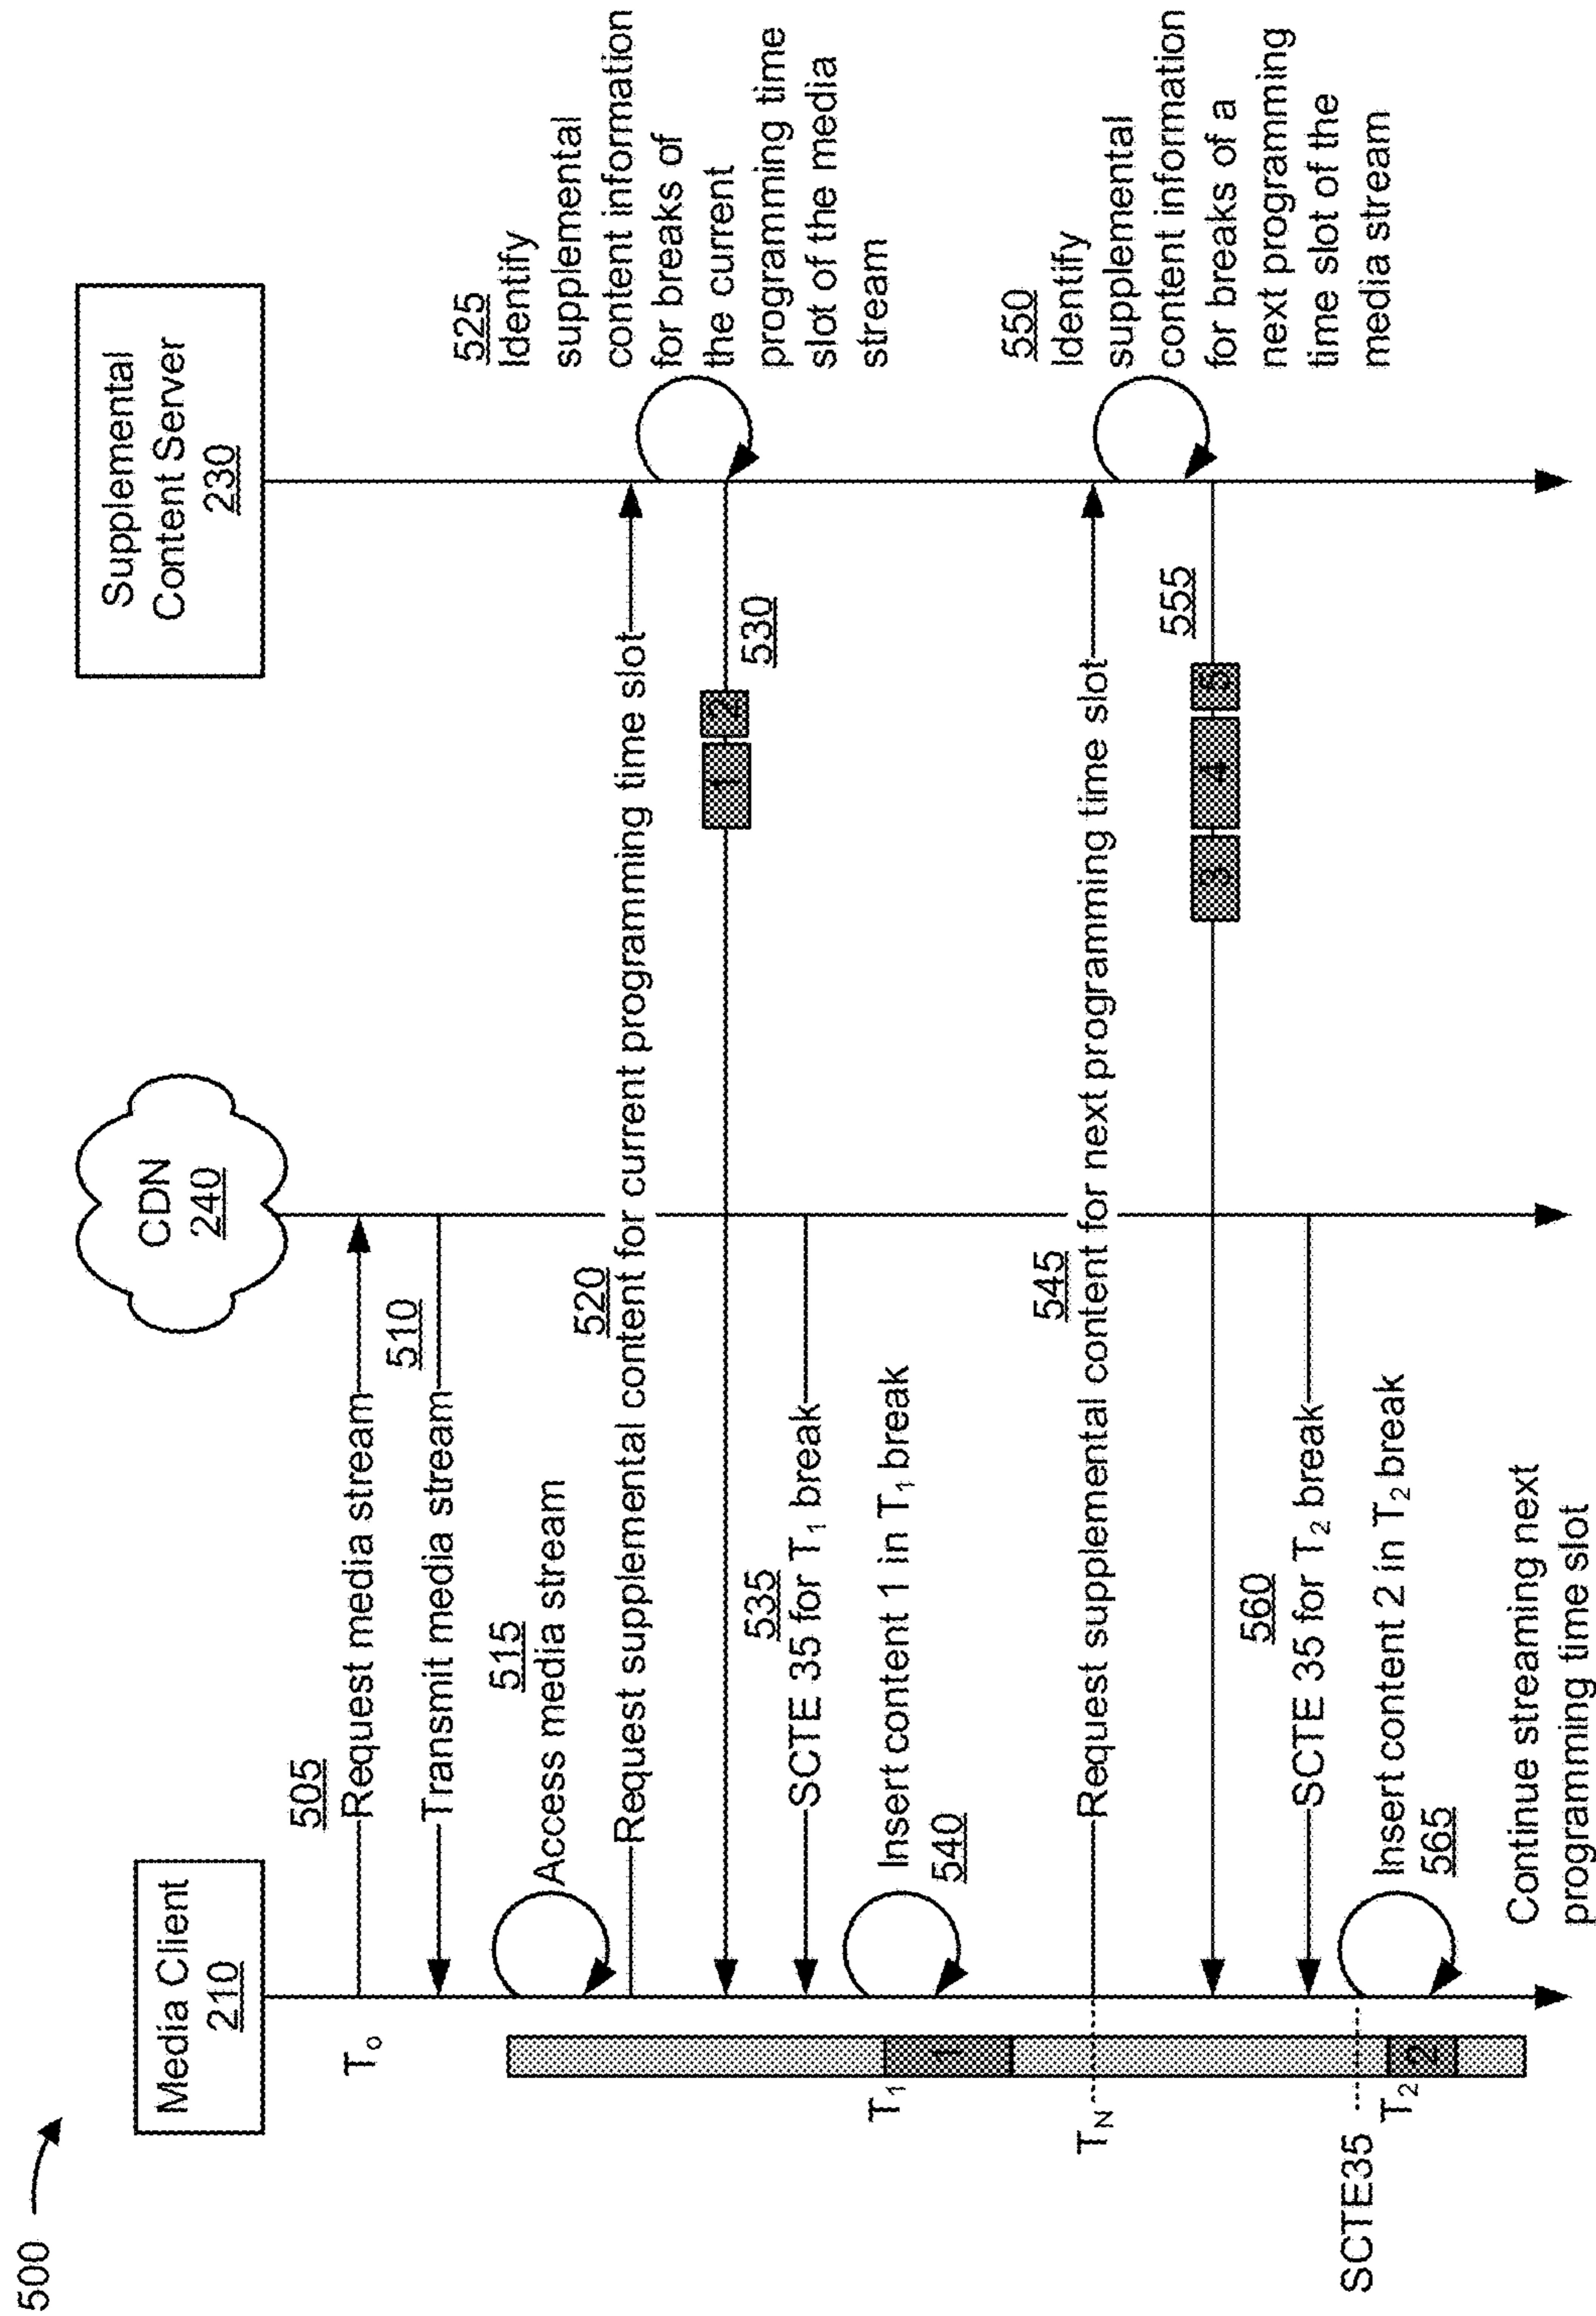 500
Media Client
210
CDN
240
Supplemental
Content Server
230
T₀
505
Request media stream
510
Transmit media stream
515
Access media stream
520
Request supplemental content for current programming time slot
525
Identify
supplemental
content information
for breaks of
the current
programming time
slot of the media
stream
1
2
530
535
SCTE 35 for T₁ break
T₁
1
Insert content 1 in T₁ break
540
T_N
545
Request supplemental content for next programming time slot
550
Identify
supplemental
content information
for breaks of a
next programming
time slot of the
media stream
3
4
5
555
560
SCTE 35 for T₂ break
SCTE35
T₂
2
Insert content 2 in T₂ break
565
Continue streaming next
programming time slot